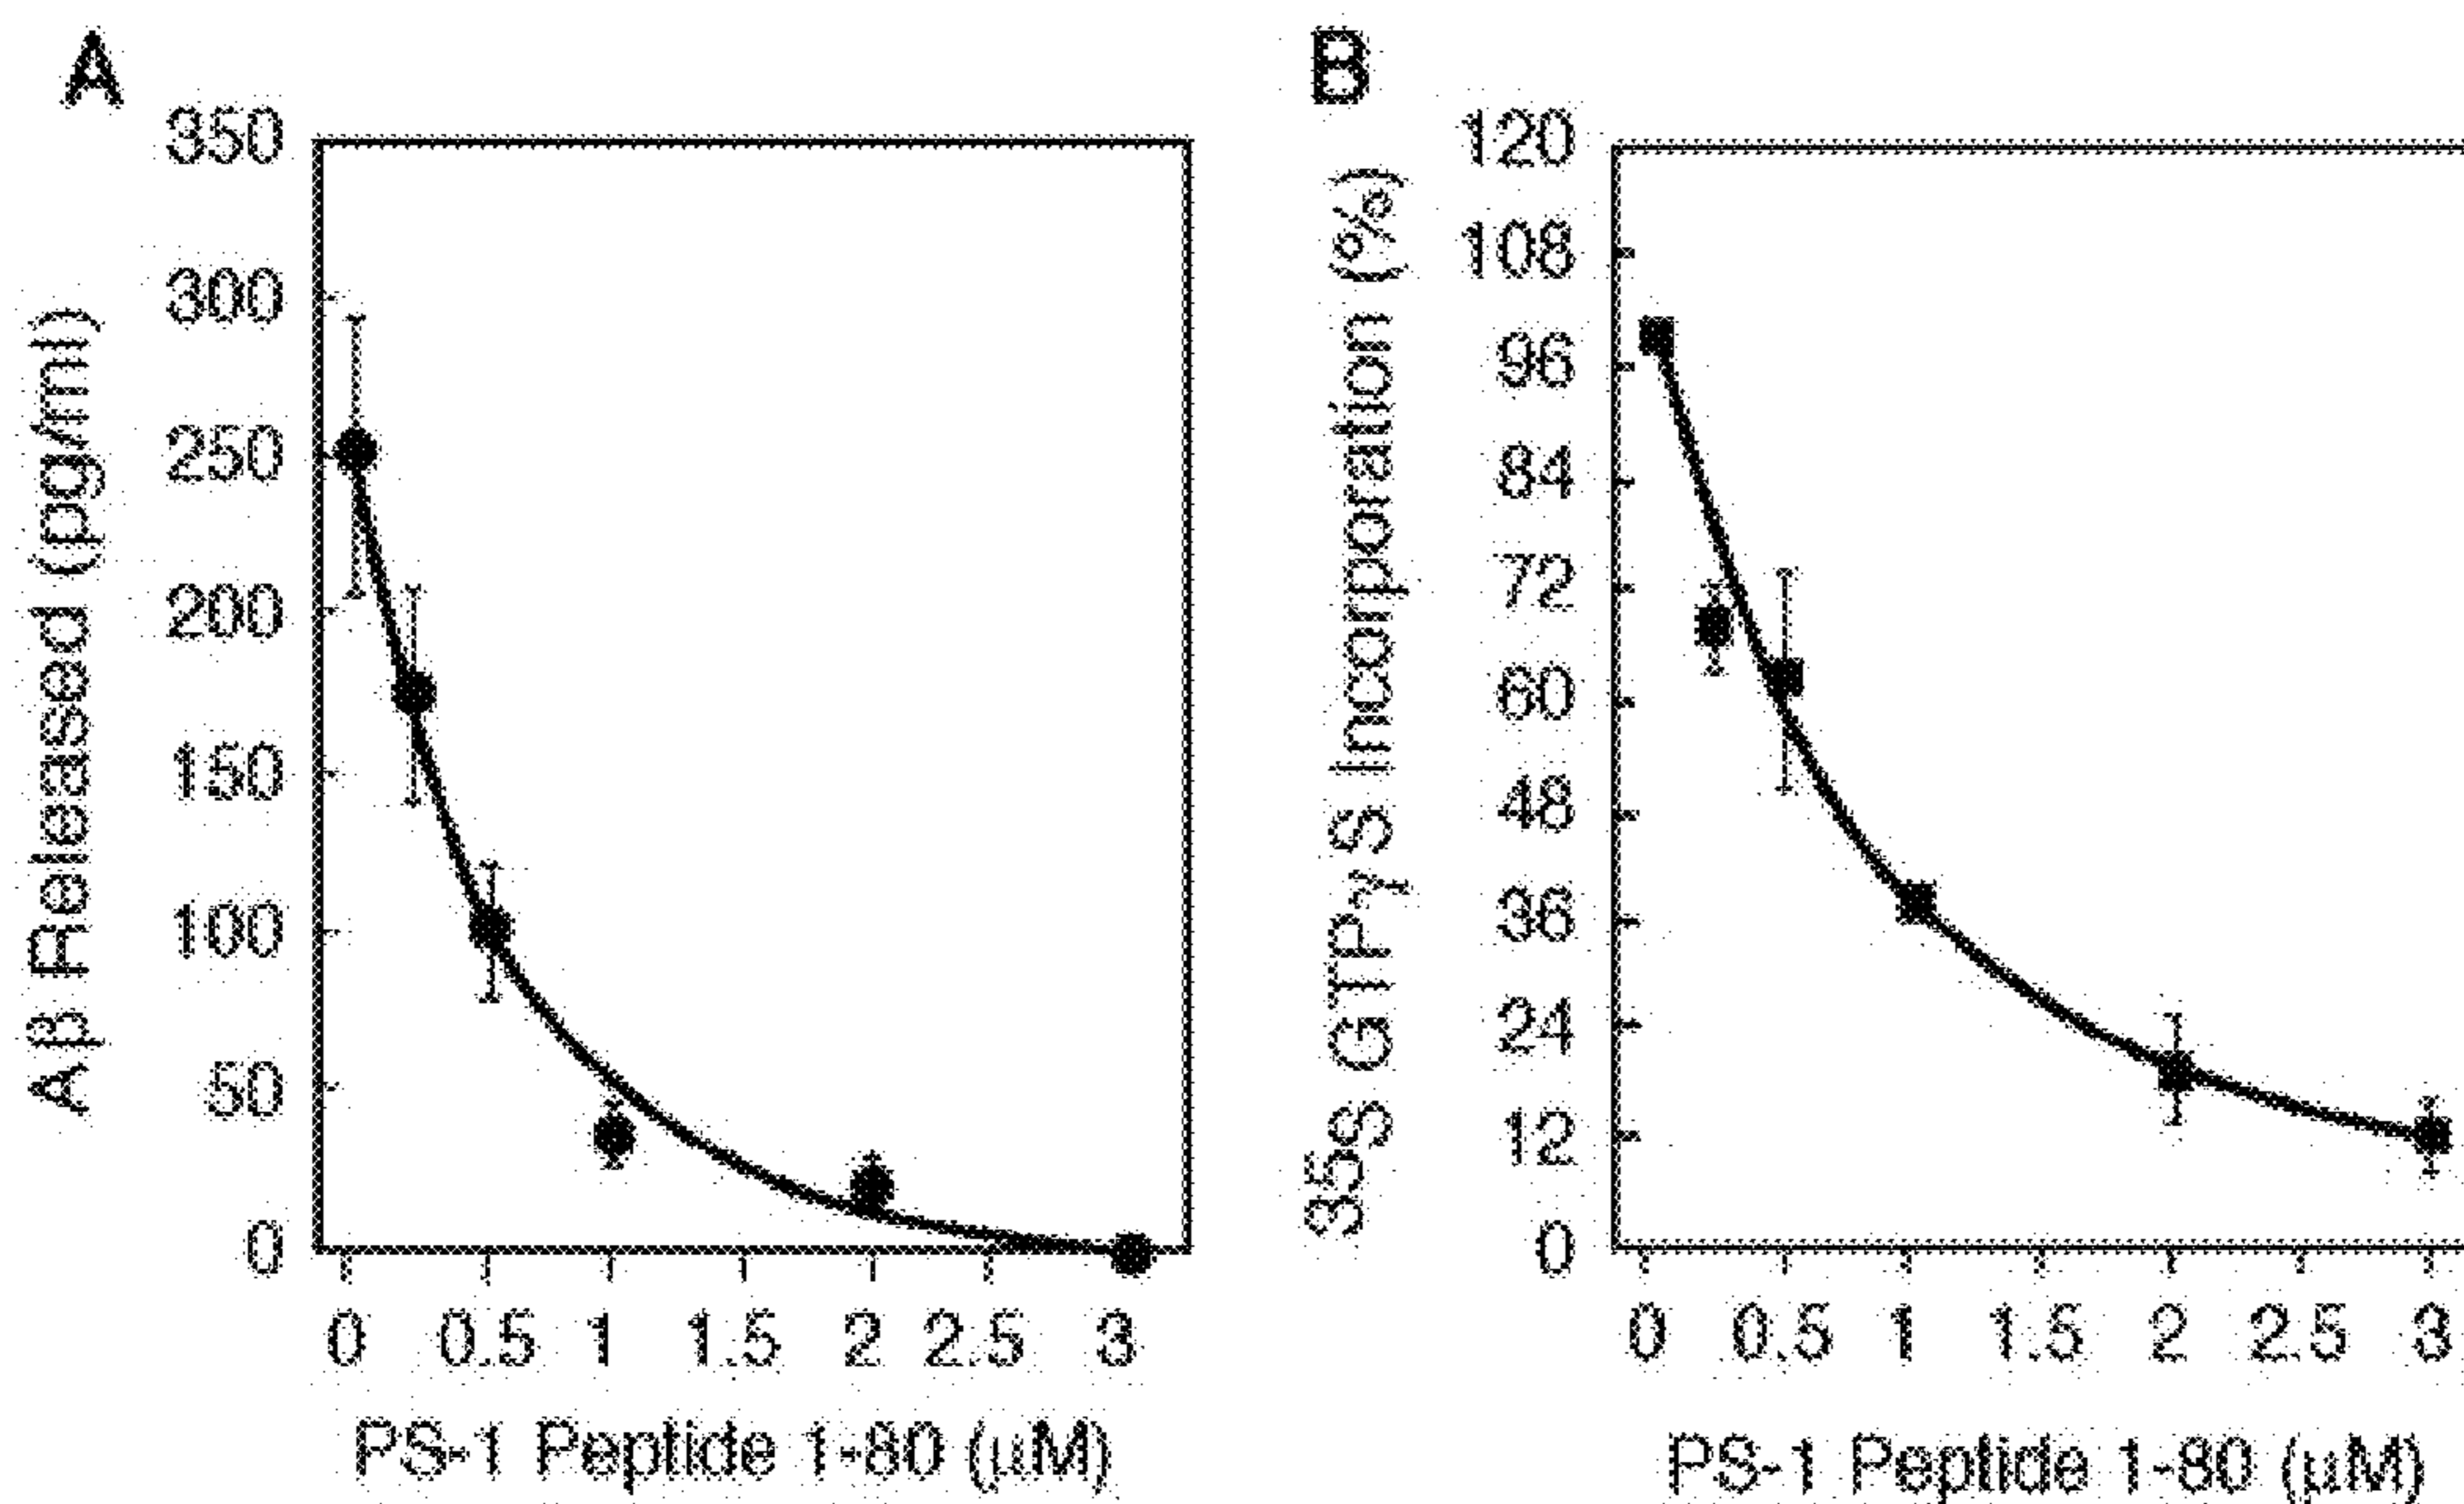 A
350
300
250
200
150
100
50
0
Aβ Released (pg/ml)
0 0.5 1 1.5 2 2.5 3
PS-1 Peptide 1-80 (μM)
B
120
108
96
84
72
60
48
36
24
12
0
35S GTPγ S Incorporation (%)
0 0.5 1 1.5 2 2.5 3
PS-1 Peptide 1-80 (μM)